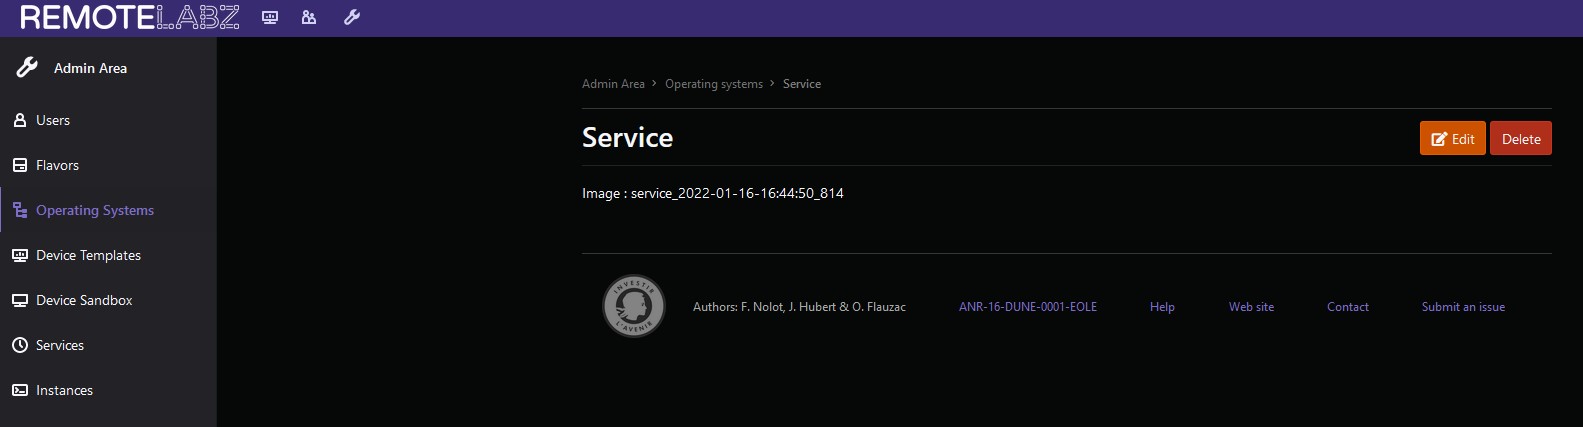 REMOTELABZ
Admin Area
Users
Flavors
Operating Systems
Device Templates
Device Sandbox
Services
Instances
Admin Area > Operating systems > Service
Service
Edit
Delete
Image : service_2022-01-16-16:44:50_814
INVESTIR
L'AVENIR
Authors: F. Nolot, J. Hubert & O. Flauzac
ANR-16-DUNE-0001-EOLE
Help
Web site
Contact
Submit an issue